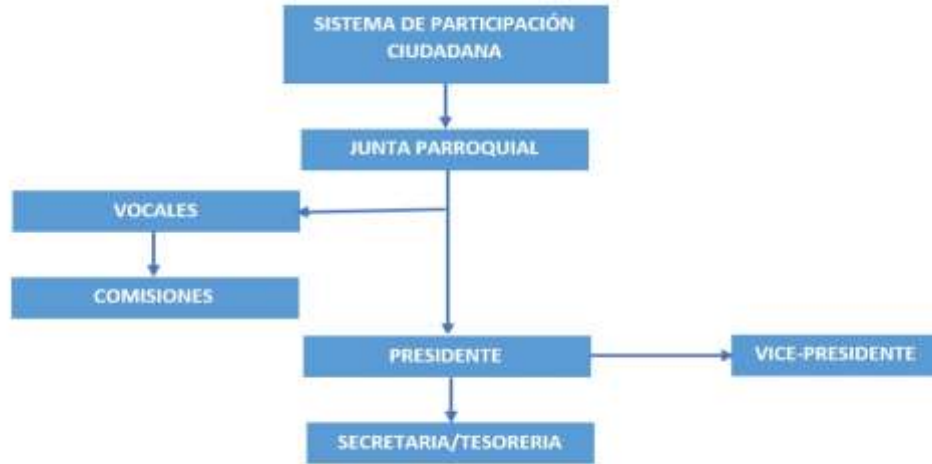 SISTEMA DE PARTICIPACIÓN
CIUDADANA
JUNTA PARROQUIAL
VOCALES
COMISIONES
PRESIDENTE
VICE-PRESIDENTE
SECRETARIA/TESORERIA